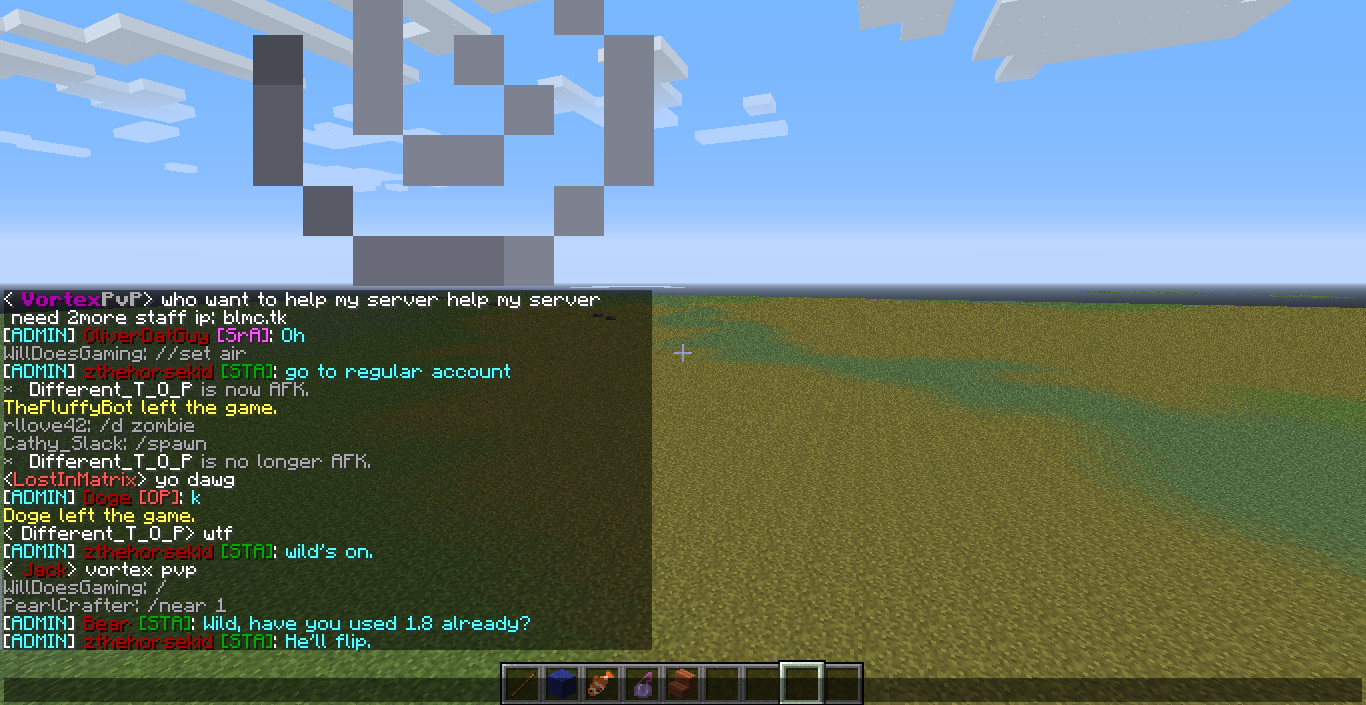 < VortexPvP> who want to help my server help my server
need 2more staff ip: blmc.tk
[ADMIN] OliverDatGuy [SrA]: Oh
WillDoesGaming: //set air
[ADMIN] zthehorsekid [STA]: go to regular account
× Different_T_O_P is now AFK.
TheFluffyBot left the game.
rllove42: /d zombie
Cathy_Slack: /spawn
× Different_T_O_P is no longer AFK.
<LostInMatrix> yo dawg
[ADMIN] Doge [OP]: k
Doge left the game.
< Different_T_O_P> wtf
[ADMIN] zthehorsekid [STA]: wild's on.
< Jack> vortex pvp
WillDoesGaming: /
PearlCrafter: /near 1
[ADMIN] Bear [STA]: Wild, have you used 1.8 already?
[ADMIN] zthehorsekid [STA]: He'll flip.